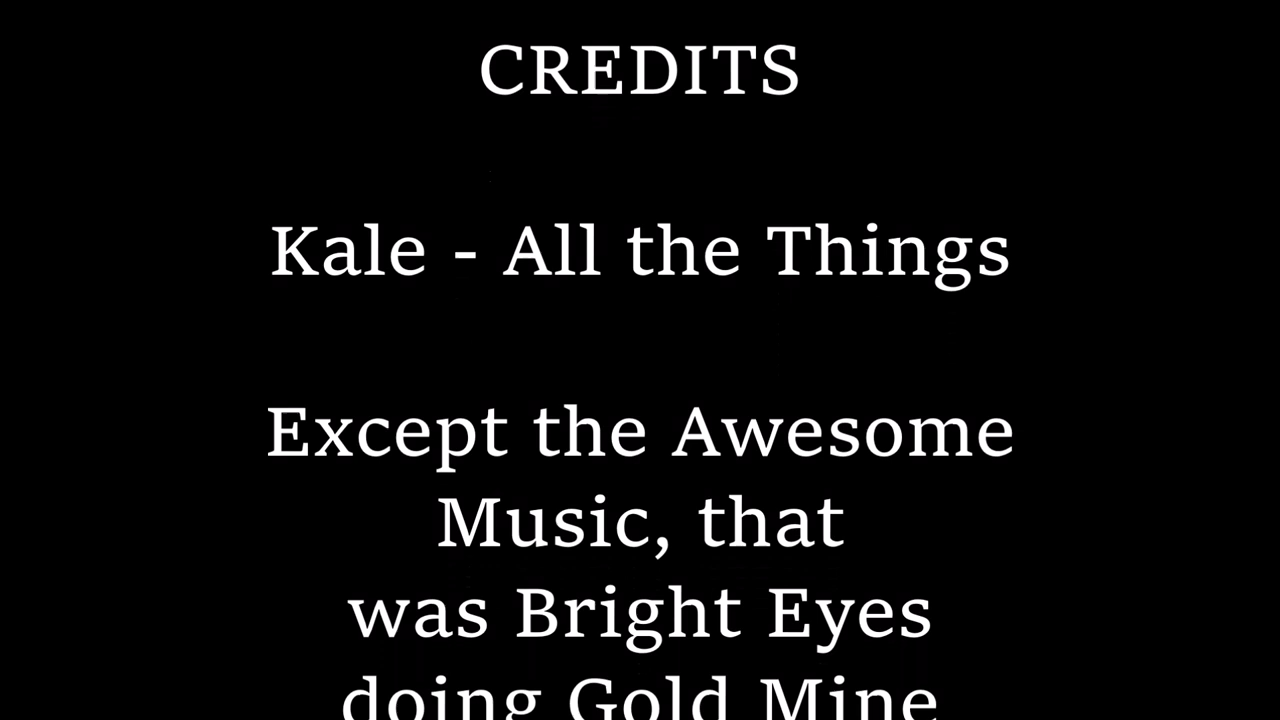 CREDITS
Kale - All the Things
Except the Awesome
Music, that
was Bright Eyes
doing Gold Mine